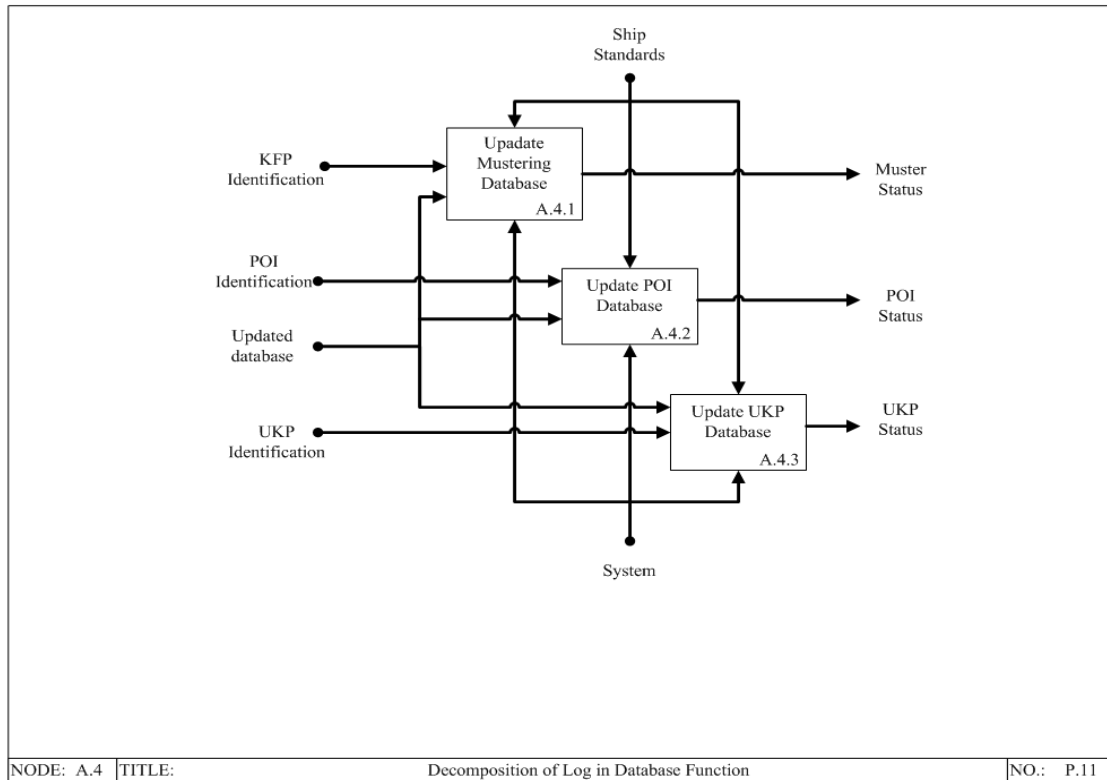 Ship
Standards
KFP
Identification
Upadate
Mustering
Database
A.4.1
Muster
Status
POI
Identification
Update POI
Database
A.4.2
POI
Status
Updated
database
Update UKP
Database
A.4.3
UKP
Status
UKP
Identification
System
NODE: A.4 TITLE: Decomposition of Log in Database Function NO.: P.11